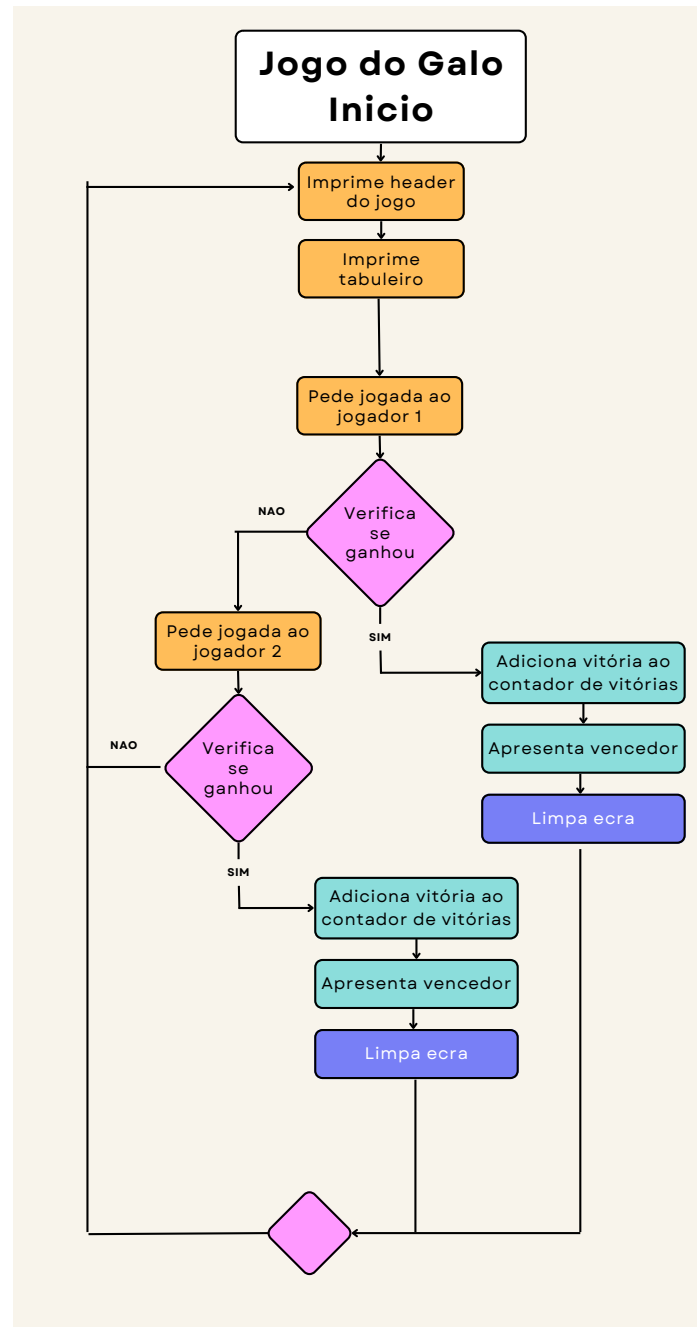 Jogo do Galo
Inicio
Imprime header
do jogo
Imprime
tabuleiro
Pede jogada ao
jogador 1
Verifica
se
ganhou
NAO
SIM
Pede jogada ao
jogador 2
Adiciona vitória ao
contador de vitórias
Apresenta vencedor
Limpa ecra
Verifica
se
ganhou
NAO
SIM
Adiciona vitória ao
contador de vitórias
Apresenta vencedor
Limpa ecra